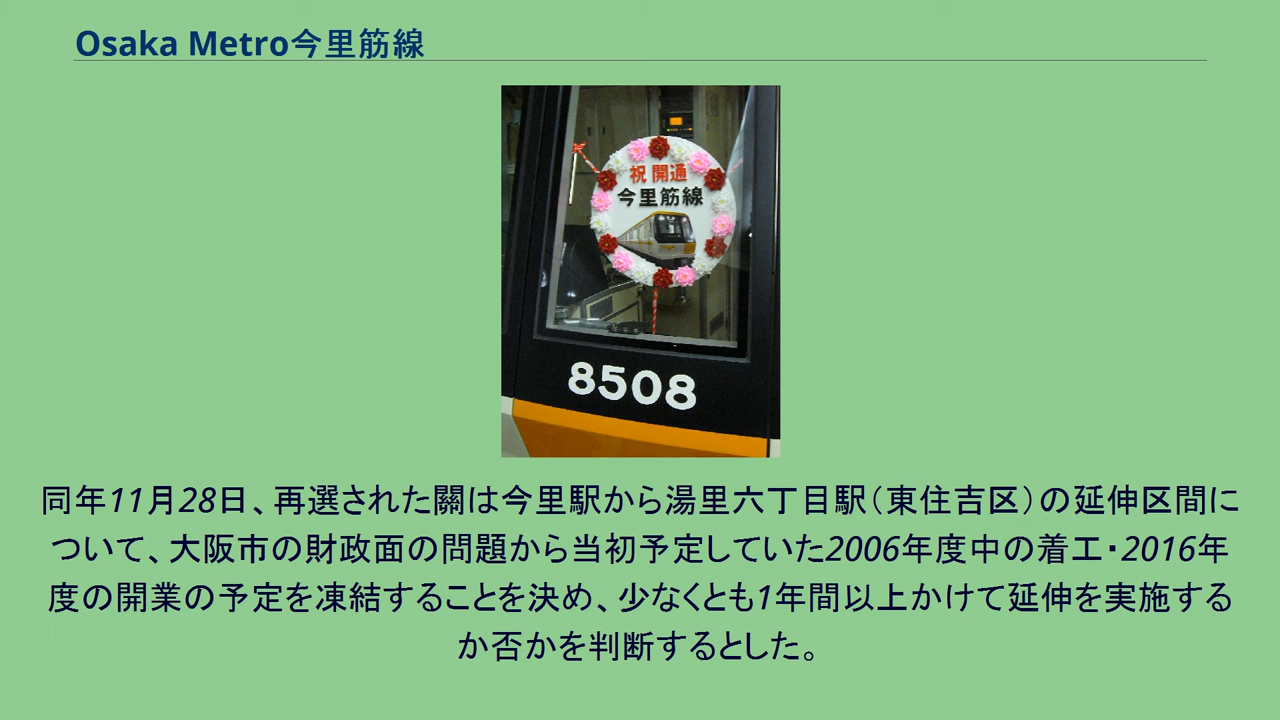 Osaka Metro今里筋線
祝 開通
今里筋線
8508
同年11月28日、再選された關は今里駅から湯里六丁目駅（東住吉区）の延伸区間に
ついて、大阪市の財政面の問題から当初予定していた2006年度中の着工・2016年
度の開業の予定を凍結することを決め、少なくとも1年間以上かけて延伸を実施する
か否かを判断するとした。